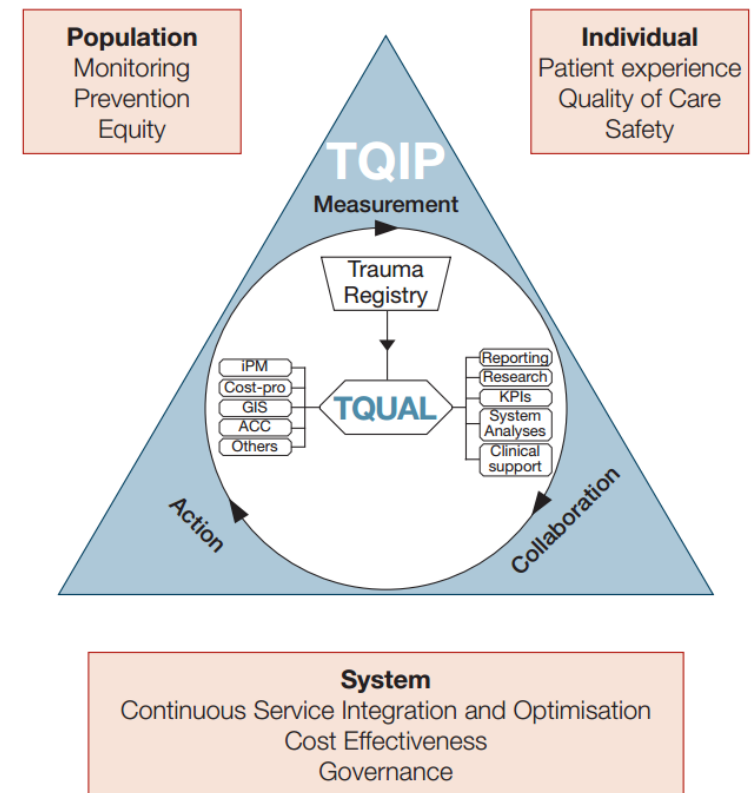 Population
Monitoring
Prevention
Equity
Individual
Patient experience
Quality of Care
Safety
TQIP
Measurement
Trauma
Registry
iPM
Cost-pro
GIS
ACC
Others
TQUAL
Reporting
Research
KPIs
System
Analyses
Clinical
support
Action
Collaboration
System
Continuous Service Integration and Optimisation
Cost Effectiveness
Governance